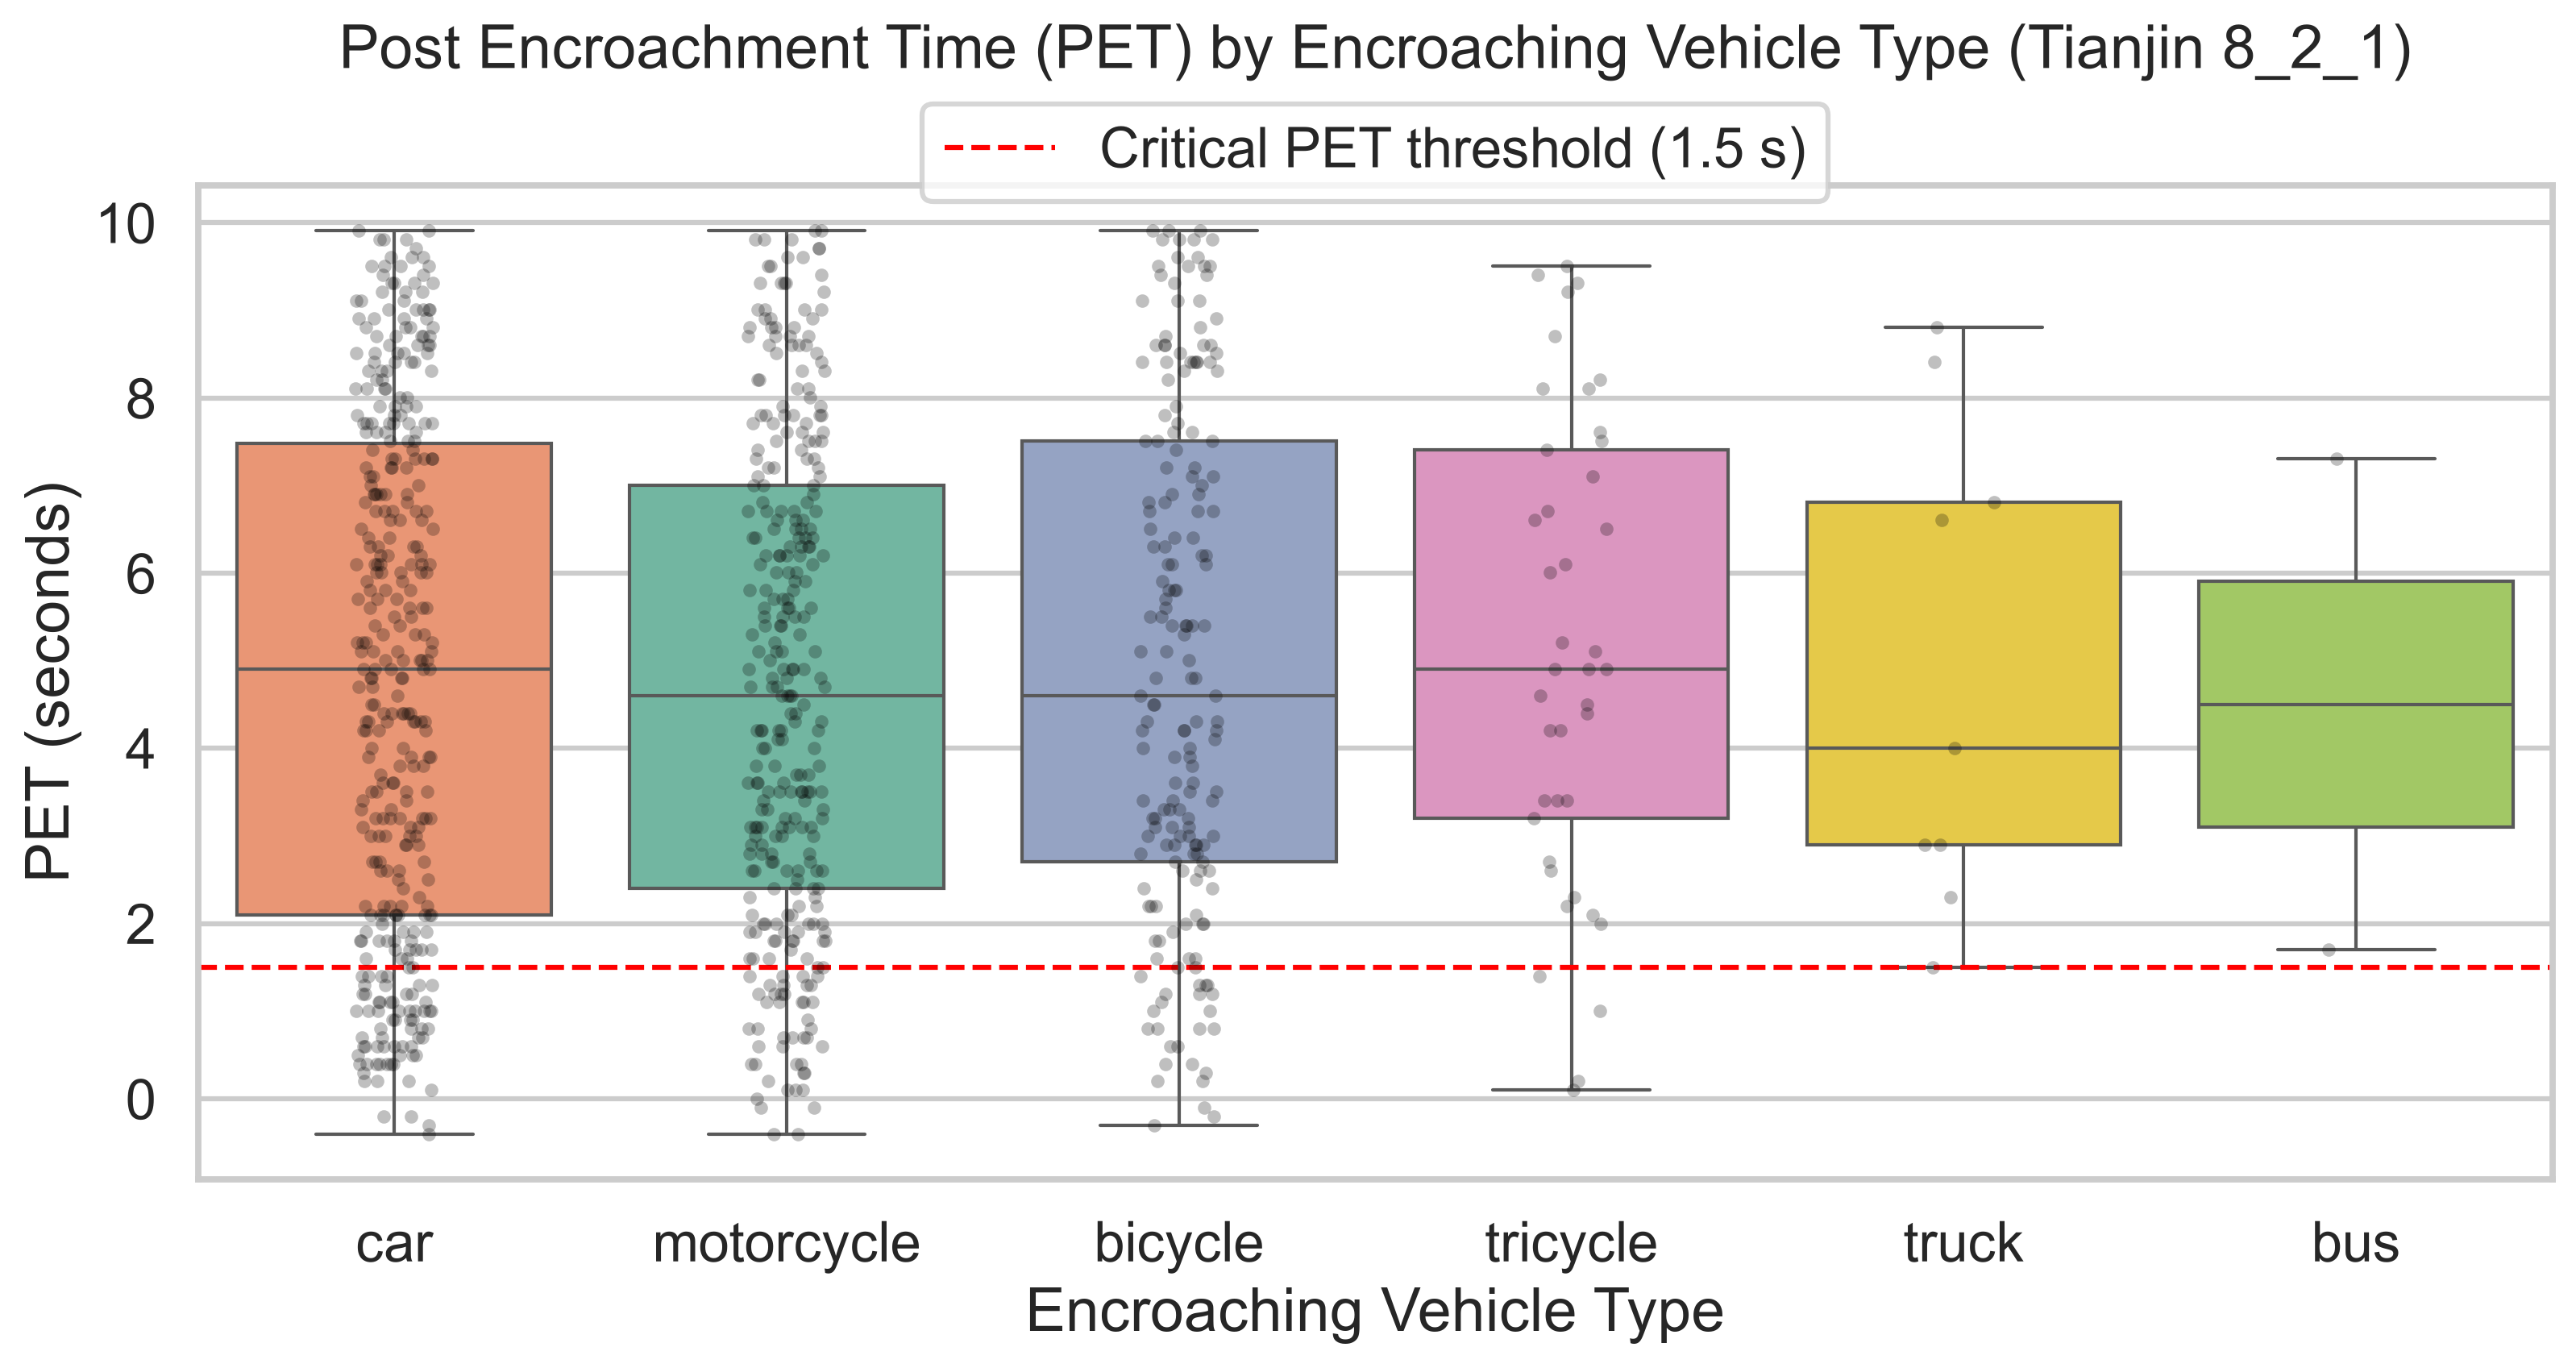 Post Encroachment Time (PET) by Encroaching Vehicle Type (Tianjin 8_2_1)
Critical PET threshold (1.5 s)
PET (seconds)
10
8
6
4
2
0
car motorcycle bicycle tricycle truck bus
Encroaching Vehicle Type